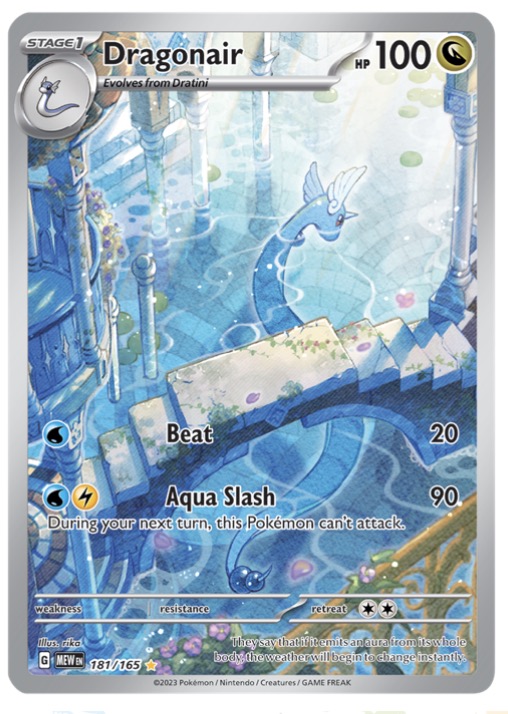 STAGE1
Dragonair
HP 100
Evolves from Dratini
Beat 20
Aqua Slash 90
During your next turn, this Pokémon can't attack.
weakness resistance retreat
Illus. rika
They say that if it emits an aura from its whole
body, the weather will begin to change instantly.
G MEW EN 181/165
©2023 Pokémon / Nintendo / Creatures / GAME FREAK